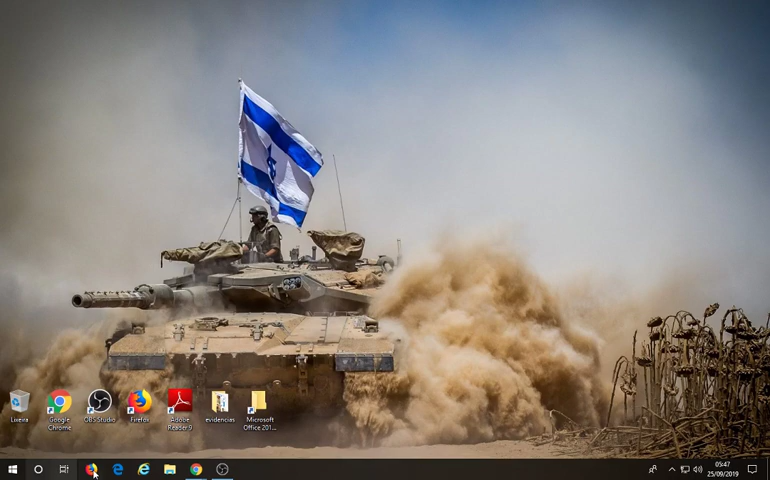 Lixeira
Google Chrome
OBS Studio
Firefox
Adobe Reader 9
evidencias
Microsoft Office 201...
05:47
25/09/2019